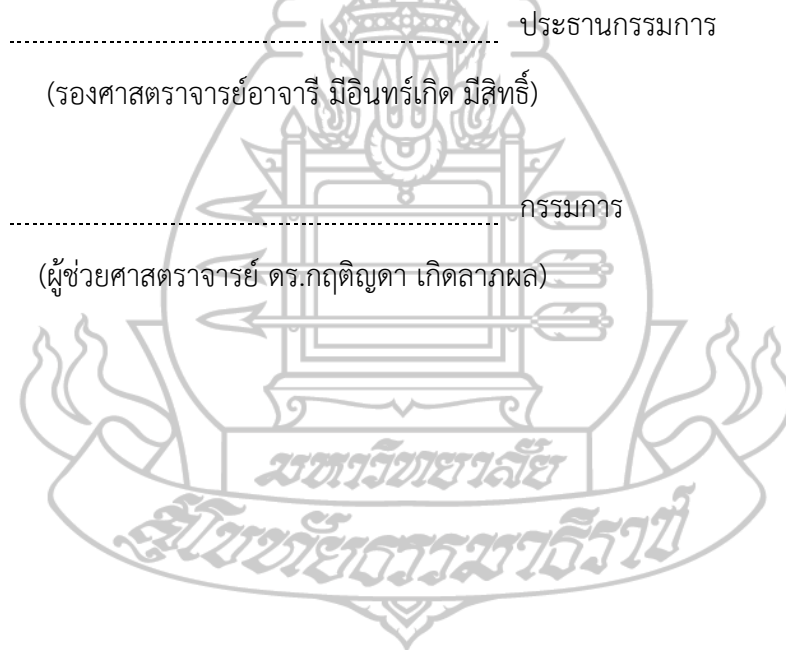 ประธานกรรมการ
(รองศาสตราจารย์อาจารี มีอินทร์เกิด มีสิทธิ์)
กรรมการ
(ผู้ช่วยศาสตราจารย์ ดร.กฤติญดา เกิดลาภผล)
มหาวิทยาลัย
สุโขทัยธรรมาธิราช